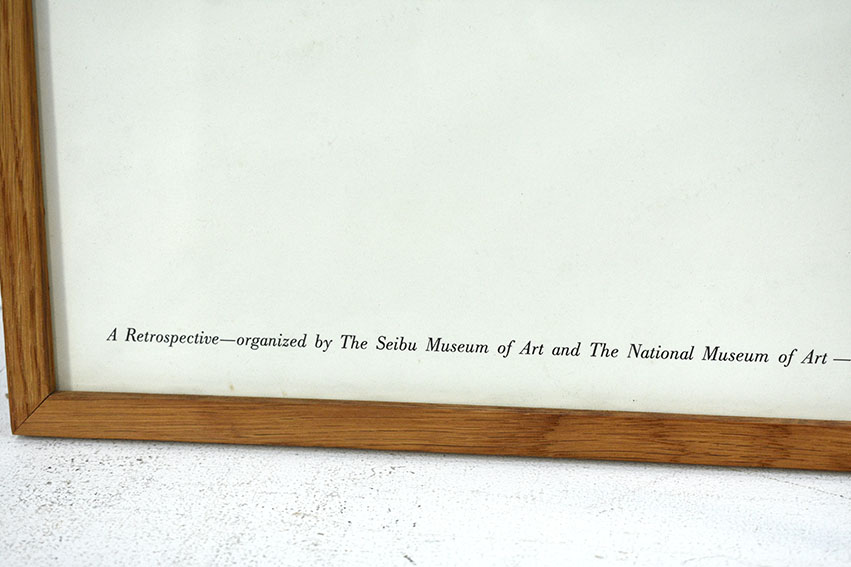 A Retrospective—organized by The Seibu Museum of Art and The National Museum of Art —